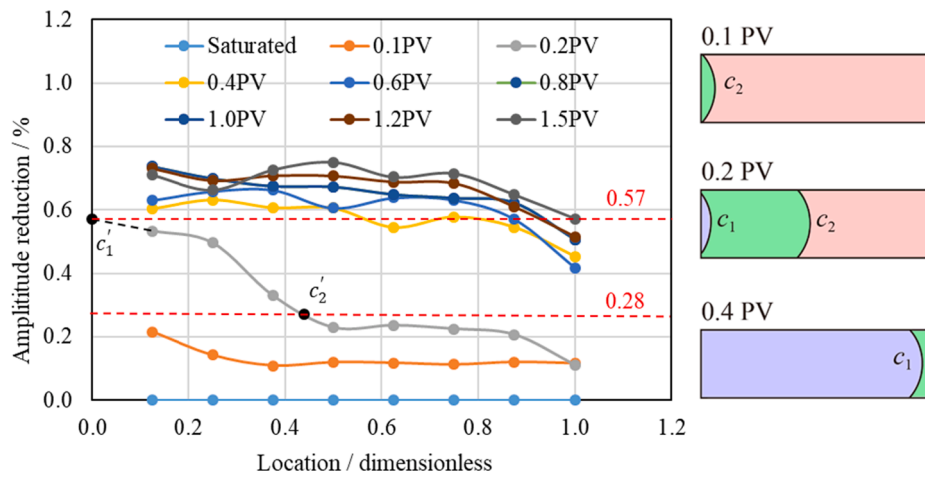 1.2
1.0
0.8
0.6
0.4
0.2
0.0
Amplititude reduction / %
Saturated 0.1PV 0.2PV
0.4PV 0.6PV 0.8PV
1.0PV 1.2PV 1.5PV
0.57
c₁′
c₂′
0.28
0.0 0.2 0.4 0.6 0.8 1.0 1.2
Location / dimensionless
0.1 PV
c₂
0.2 PV
c₁ c₂
0.4 PV
c₁